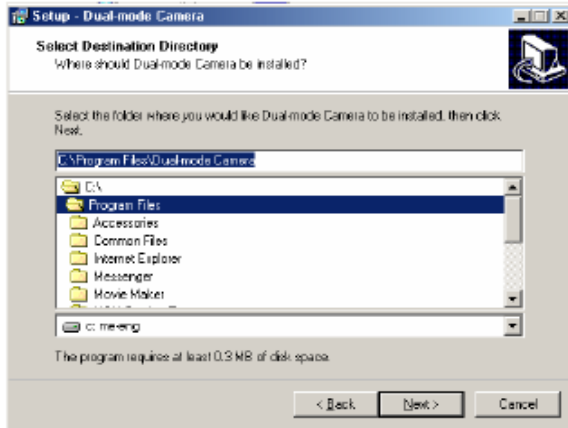 Setup - Dual-mode Camera
Select Destination Directory
Where should Dual-mode Camera be installed?
Select the folder where you would like Dual-mode Camera to be installed, then click
Next.
C:\Program Files\Dual-mode Camera
C:\
Program Files
Accessories
Common Files
Internet Explorer
Messenger
Movie Maker
c: me-eng
The program requires at least 0.3 MB of disk space.
< Back
Next >
Cancel